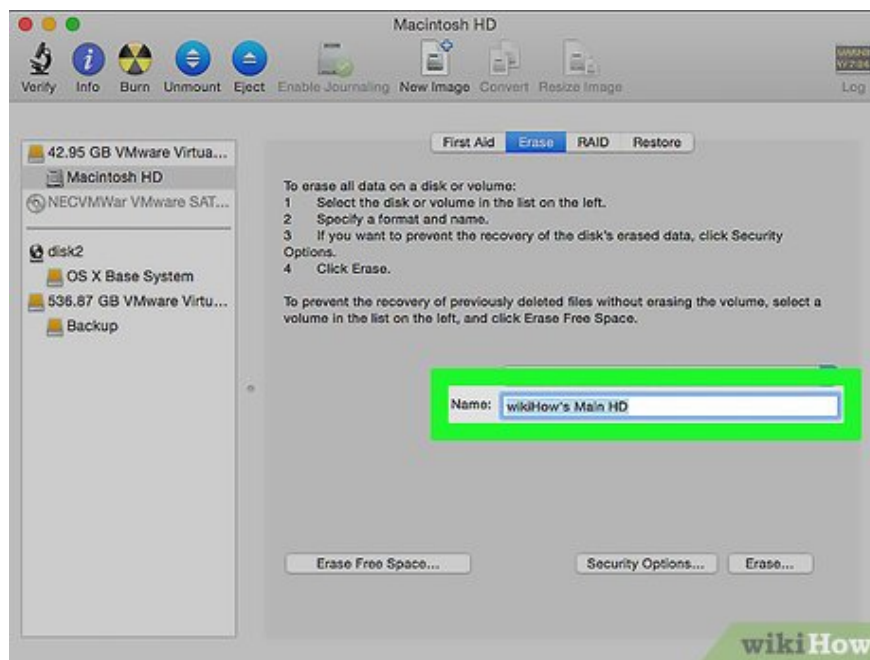 Macintosh HD
Verify Info Burn Unmount Eject Enable Journaling New Image Convert Resize Image Log
First Aid Erase RAID Restore
42.95 GB VMware Virtua...
Macintosh HD
NECVMWar VMware SAT...
disk2
OS X Base System
536.87 GB VMware Virtu...
Backup
To erase all data on a disk or volume:
1 Select the disk or volume in the list on the left.
2 Specify a format and name.
3 If you want to prevent the recovery of the disk's erased data, click Security
Options.
4 Click Erase.
To prevent the recovery of previously deleted files without erasing the volume, select a
volume in the list on the left, and click Erase Free Space.
Name: wikiHow's Main HD
Erase Free Space... Security Options... Erase...
wikiHow